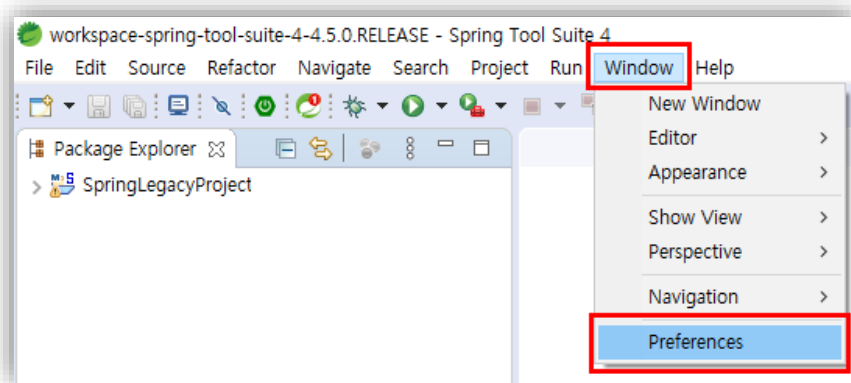 workspace-spring-tool-suite-4-4.5.0.RELEASE - Spring Tool Suite 4
File Edit Source Refactor Navigate Search Project Run Window Help
New Window
Package Explorer
Editor
SpringLegacyProject
Appearance
Show View
Perspective
Navigation
Preferences